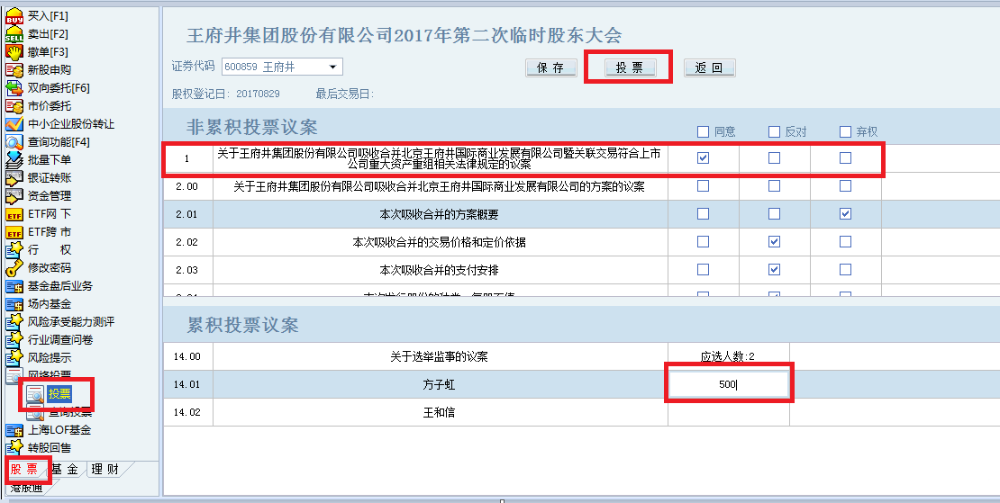 买入[F1]
卖出[F2]
撤单[F3]
新股申购
双向委托[F6]
市价委托
中小企业股份转让
查询功能[F4]
批量下单
银证转账
资金管理
ETF网 下
ETF跨 市
行 权
修改密码
基金盘后业务
场内基金
风险承受能力测评
行业调查问卷
风险提示
网络投票
投票
查询投票
上海LOF基金
转股回售
股 票 基 金 理 财
港股通
王府井集团股份有限公司2017年第二次临时股东大会
证券代码 600859 王府井 保 存 投 票 返 回
股权登记日: 20170829 最后交易日:
非累积投票议案 同意 反对 弃权
1 关于王府井集团股份有限公司吸收合并北京王府井国际商业发展有限公司暨关联交易符合上市
公司重大资产重组相关法律规定的议案
2.00 关于王府井集团股份有限公司吸收合并北京王府井国际商业发展有限公司的方案的议案
2.01 本次吸收合并的方案概要
2.02 本次吸收合并的交易价格和定价依据
2.03 本次吸收合并的支付安排
累积投票议案
14.00 关于选举监事的议案 应选人数:2
14.01 方子虹 500
14.02 王和信